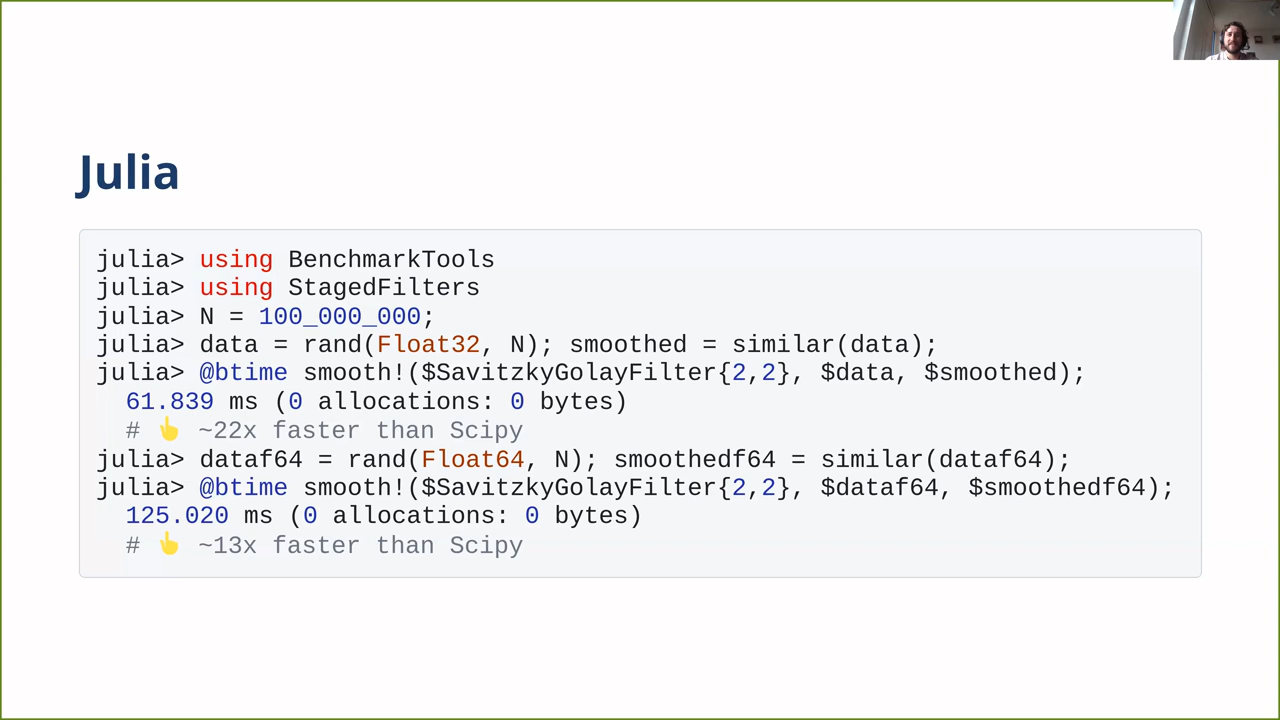 Julia
julia> using BenchmarkTools
julia> using StagedFilters
julia> N = 100_000_000;
julia> data = rand(Float32, N); smoothed = similar(data);
julia> @btime smooth!($SavitzkyGolayFilter{2,2}, $data, $smoothed);
  61.839 ms (0 allocations: 0 bytes)
  # 👆 ~22x faster than Scipy
julia> dataf64 = rand(Float64, N); smoothedf64 = similar(dataf64);
julia> @btime smooth!($SavitzkyGolayFilter{2,2}, $dataf64, $smoothedf64);
  125.020 ms (0 allocations: 0 bytes)
  # 👆 ~13x faster than Scipy